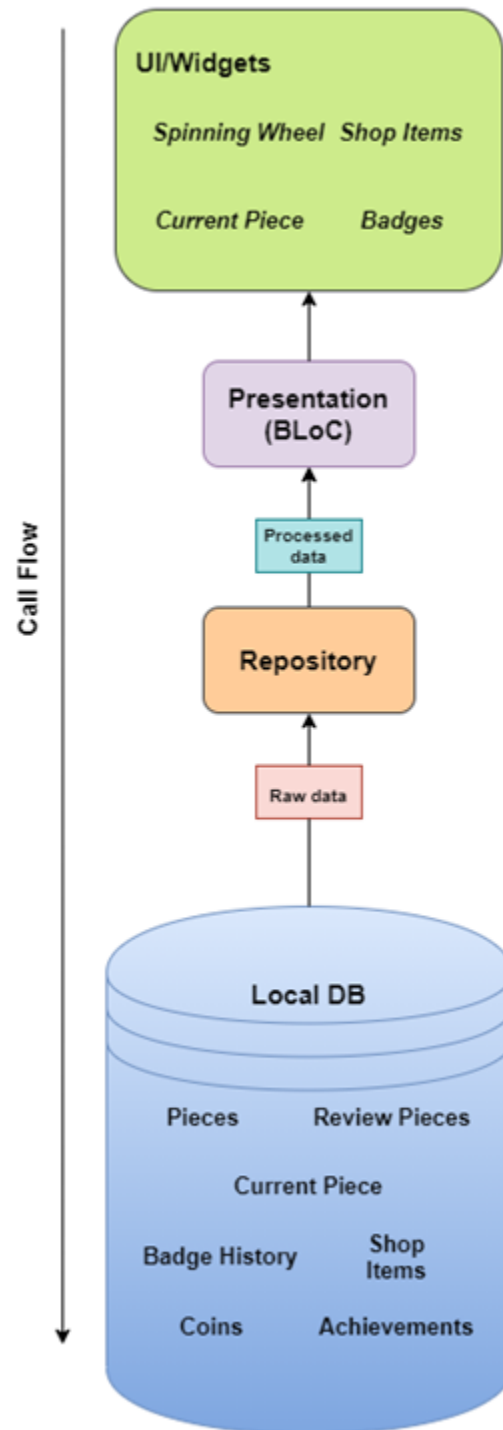 UI/Widgets
Spinning Wheel Shop Items
Current Piece Badges
Presentation
(BLoC)
Processed
data
Call Flow
Repository
Raw data
Local DB
Pieces Review Pieces
Current Piece
Badge History Shop
Items
Coins Achievements